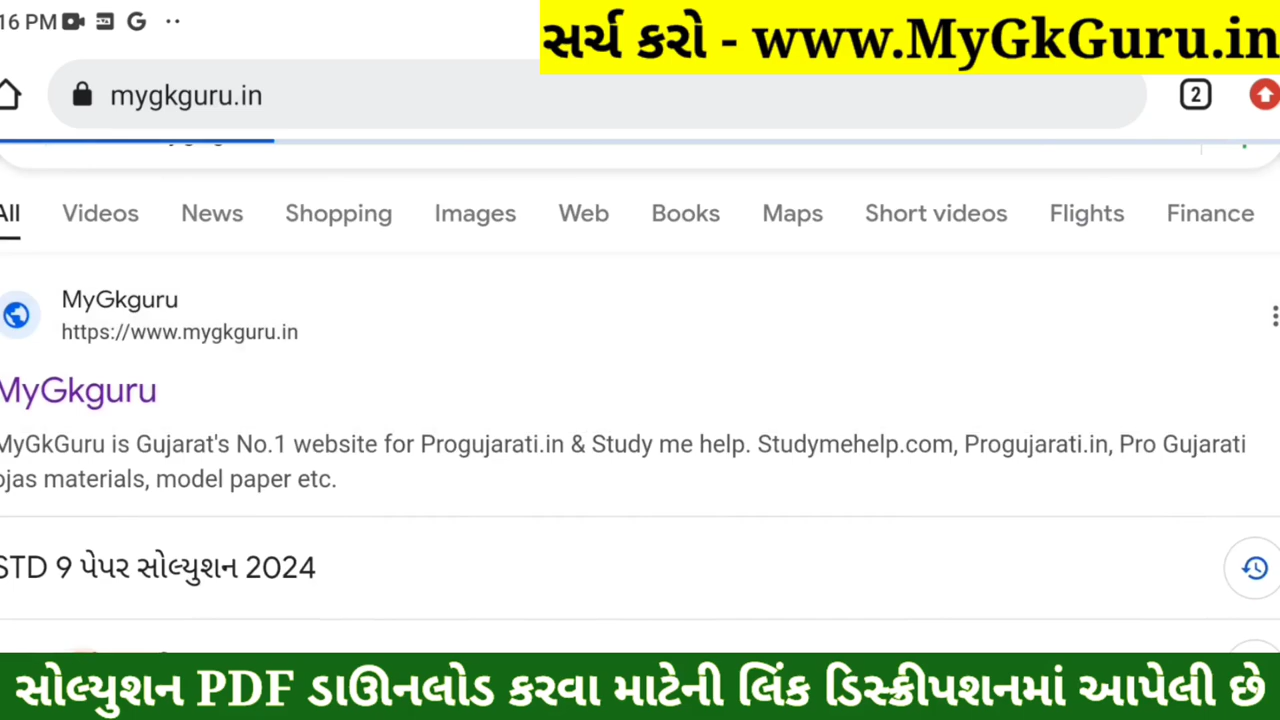 16 PM
સર્ચ કરો - www.MyGkGuru.in
mygkguru.in
2
All Videos News Shopping Images Web Books Maps Short videos Flights Finance
MyGkguru
https://www.mygkguru.in
MyGkguru
MyGkGuru is Gujarat's No.1 website for Progujarati.in & Study me help. Studymehelp.com, Progujarati.in, Pro Gujarati
ojas materials, model paper etc.
STD 9 પેપર સોલ્યુશન 2024
સોલ્યુશન PDF ડાઊનલોડ કરવા માટેની લિંક ડિસ્ક્રીપશનમાં આપેલી છે